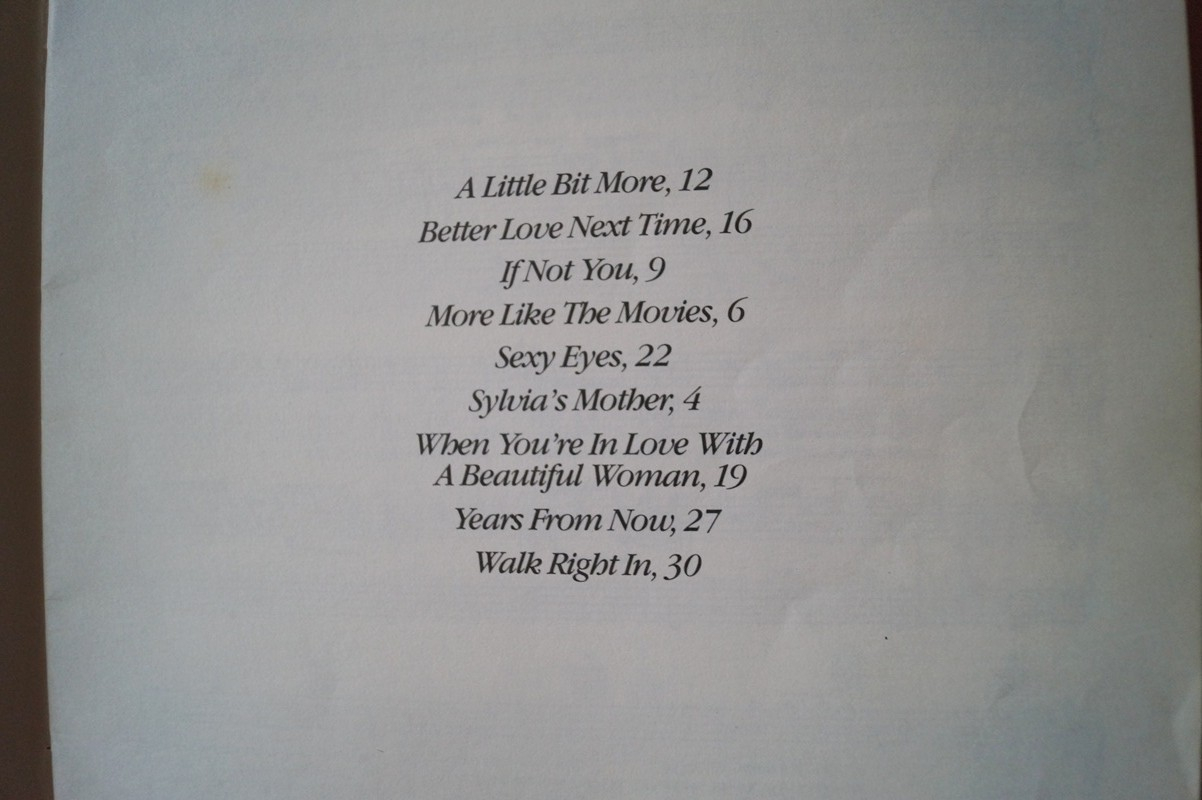 A Little Bit More, 12
Better Love Next Time, 16
If Not You, 9
More Like The Movies, 6
Sexy Eyes, 22
Sylvia's Mother, 4
When You're In Love With
A Beautiful Woman, 19
Years From Now, 27
Walk Right In, 30